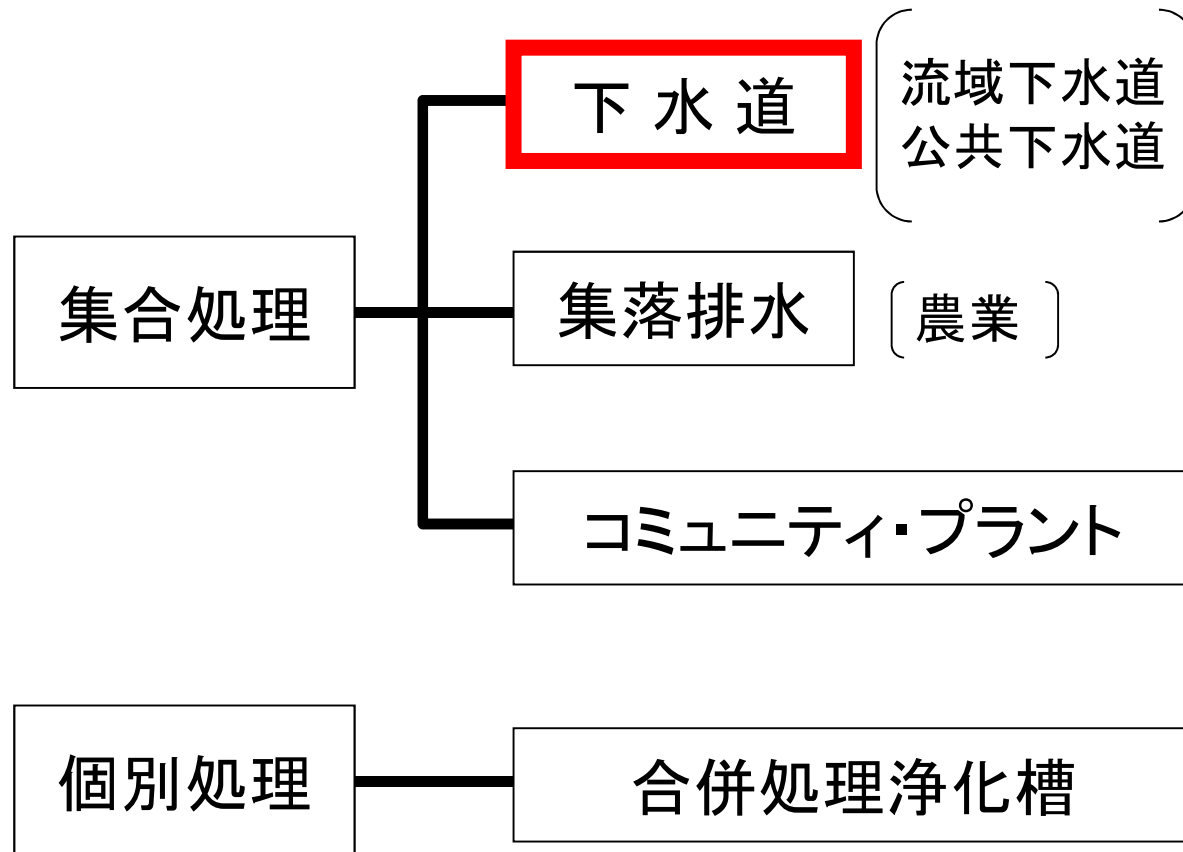 下水道
流域下水道
公共下水道
集合処理
集落排水
農業
コミュニティ・プラント
個別処理
合併処理浄化槽